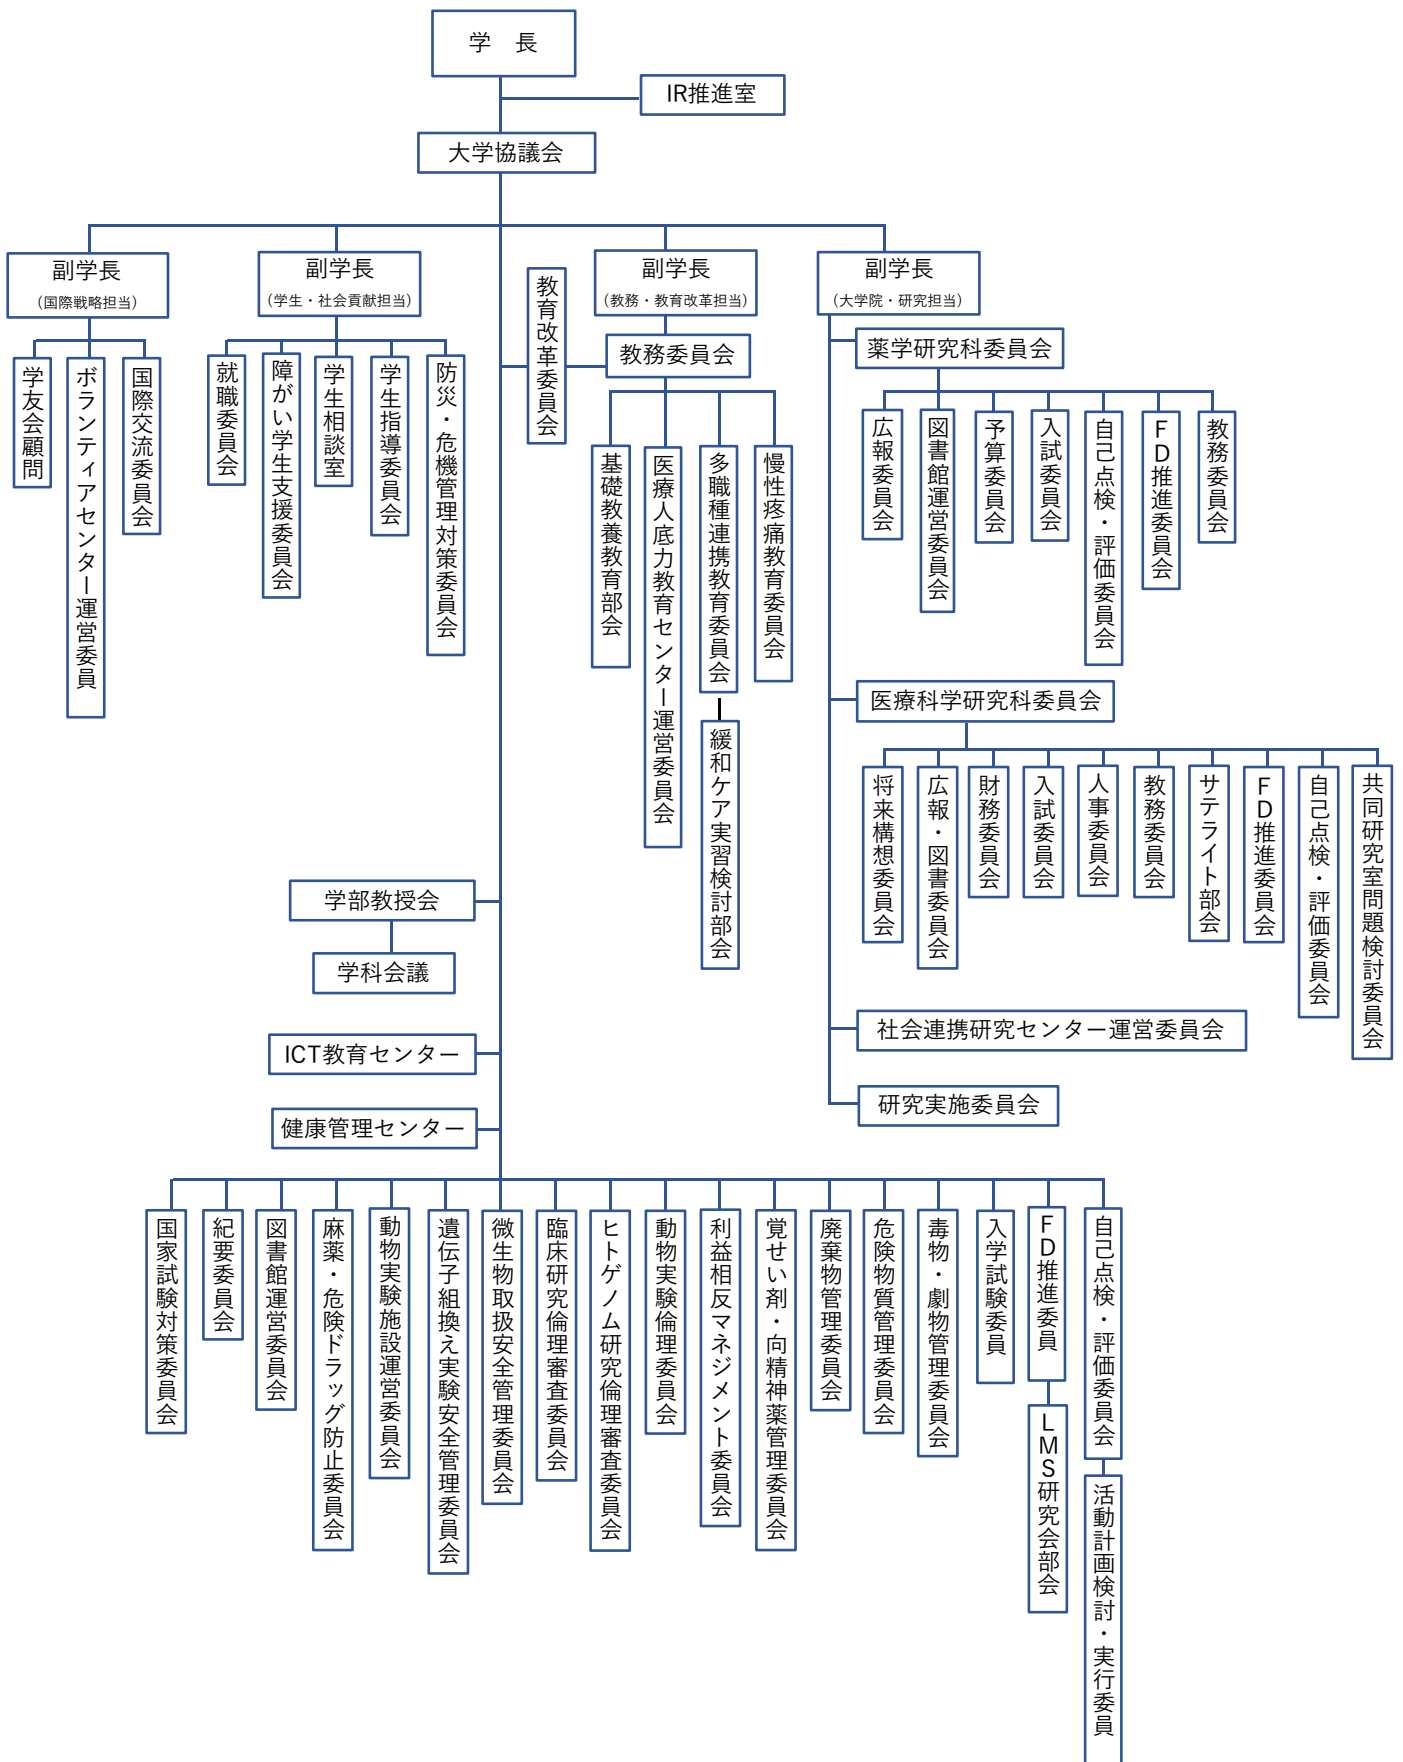 学　長
IR推進室
大学協議会
副学長
（国際戦略担当）
学友会顧問
ボランティアセンター運営委員
国際交流委員会
副学長
（学生・社会貢献担当）
就職委員会
障がい学生支援委員会
学生相談室
学生指導委員会
防災・危機管理対策委員会
教育改革委員会
副学長
（教務・教育改革担当）
教務委員会
基礎教養教育部会
医療人底力教育センター運営委員会
多職種連携教育委員会
慢性疼痛教育委員会
緩和ケア実習検討部会
副学長
（大学院・研究担当）
薬学研究科委員会
広報委員会
図書館運営委員会
予算委員会
入試委員会
自己点検・評価委員会
FD推進委員会
教務委員会
医療科学研究科委員会
将来構想委員会
広報・図書委員会
財務委員会
入試委員会
人事委員会
教務委員会
サテライト部会
FD推進委員会
自己点検・評価委員会
共同研究室問題検討委員会
社会連携研究センター運営委員会
研究実施委員会
学部教授会
学科会議
ICT教育センター
健康管理センター
国家試験対策委員会
紀要委員会
図書館運営委員会
麻薬・危険ドラッグ防止委員会
動物実験施設運営委員会
遺伝子組換え実験安全管理委員会
微生物取扱安全管理委員会
臨床研究倫理審査委員会
ヒトゲノム研究倫理審査委員会
動物実験倫理委員会
利益相反マネジメント委員会
覚せい剤・向精神薬管理委員会
廃棄物管理委員会
危険物質管理委員会
毒物・劇物管理委員会
入学試験委員
FD推進委員
LMS研究会部会
自己点検・評価委員会
活動計画検討・実行委員